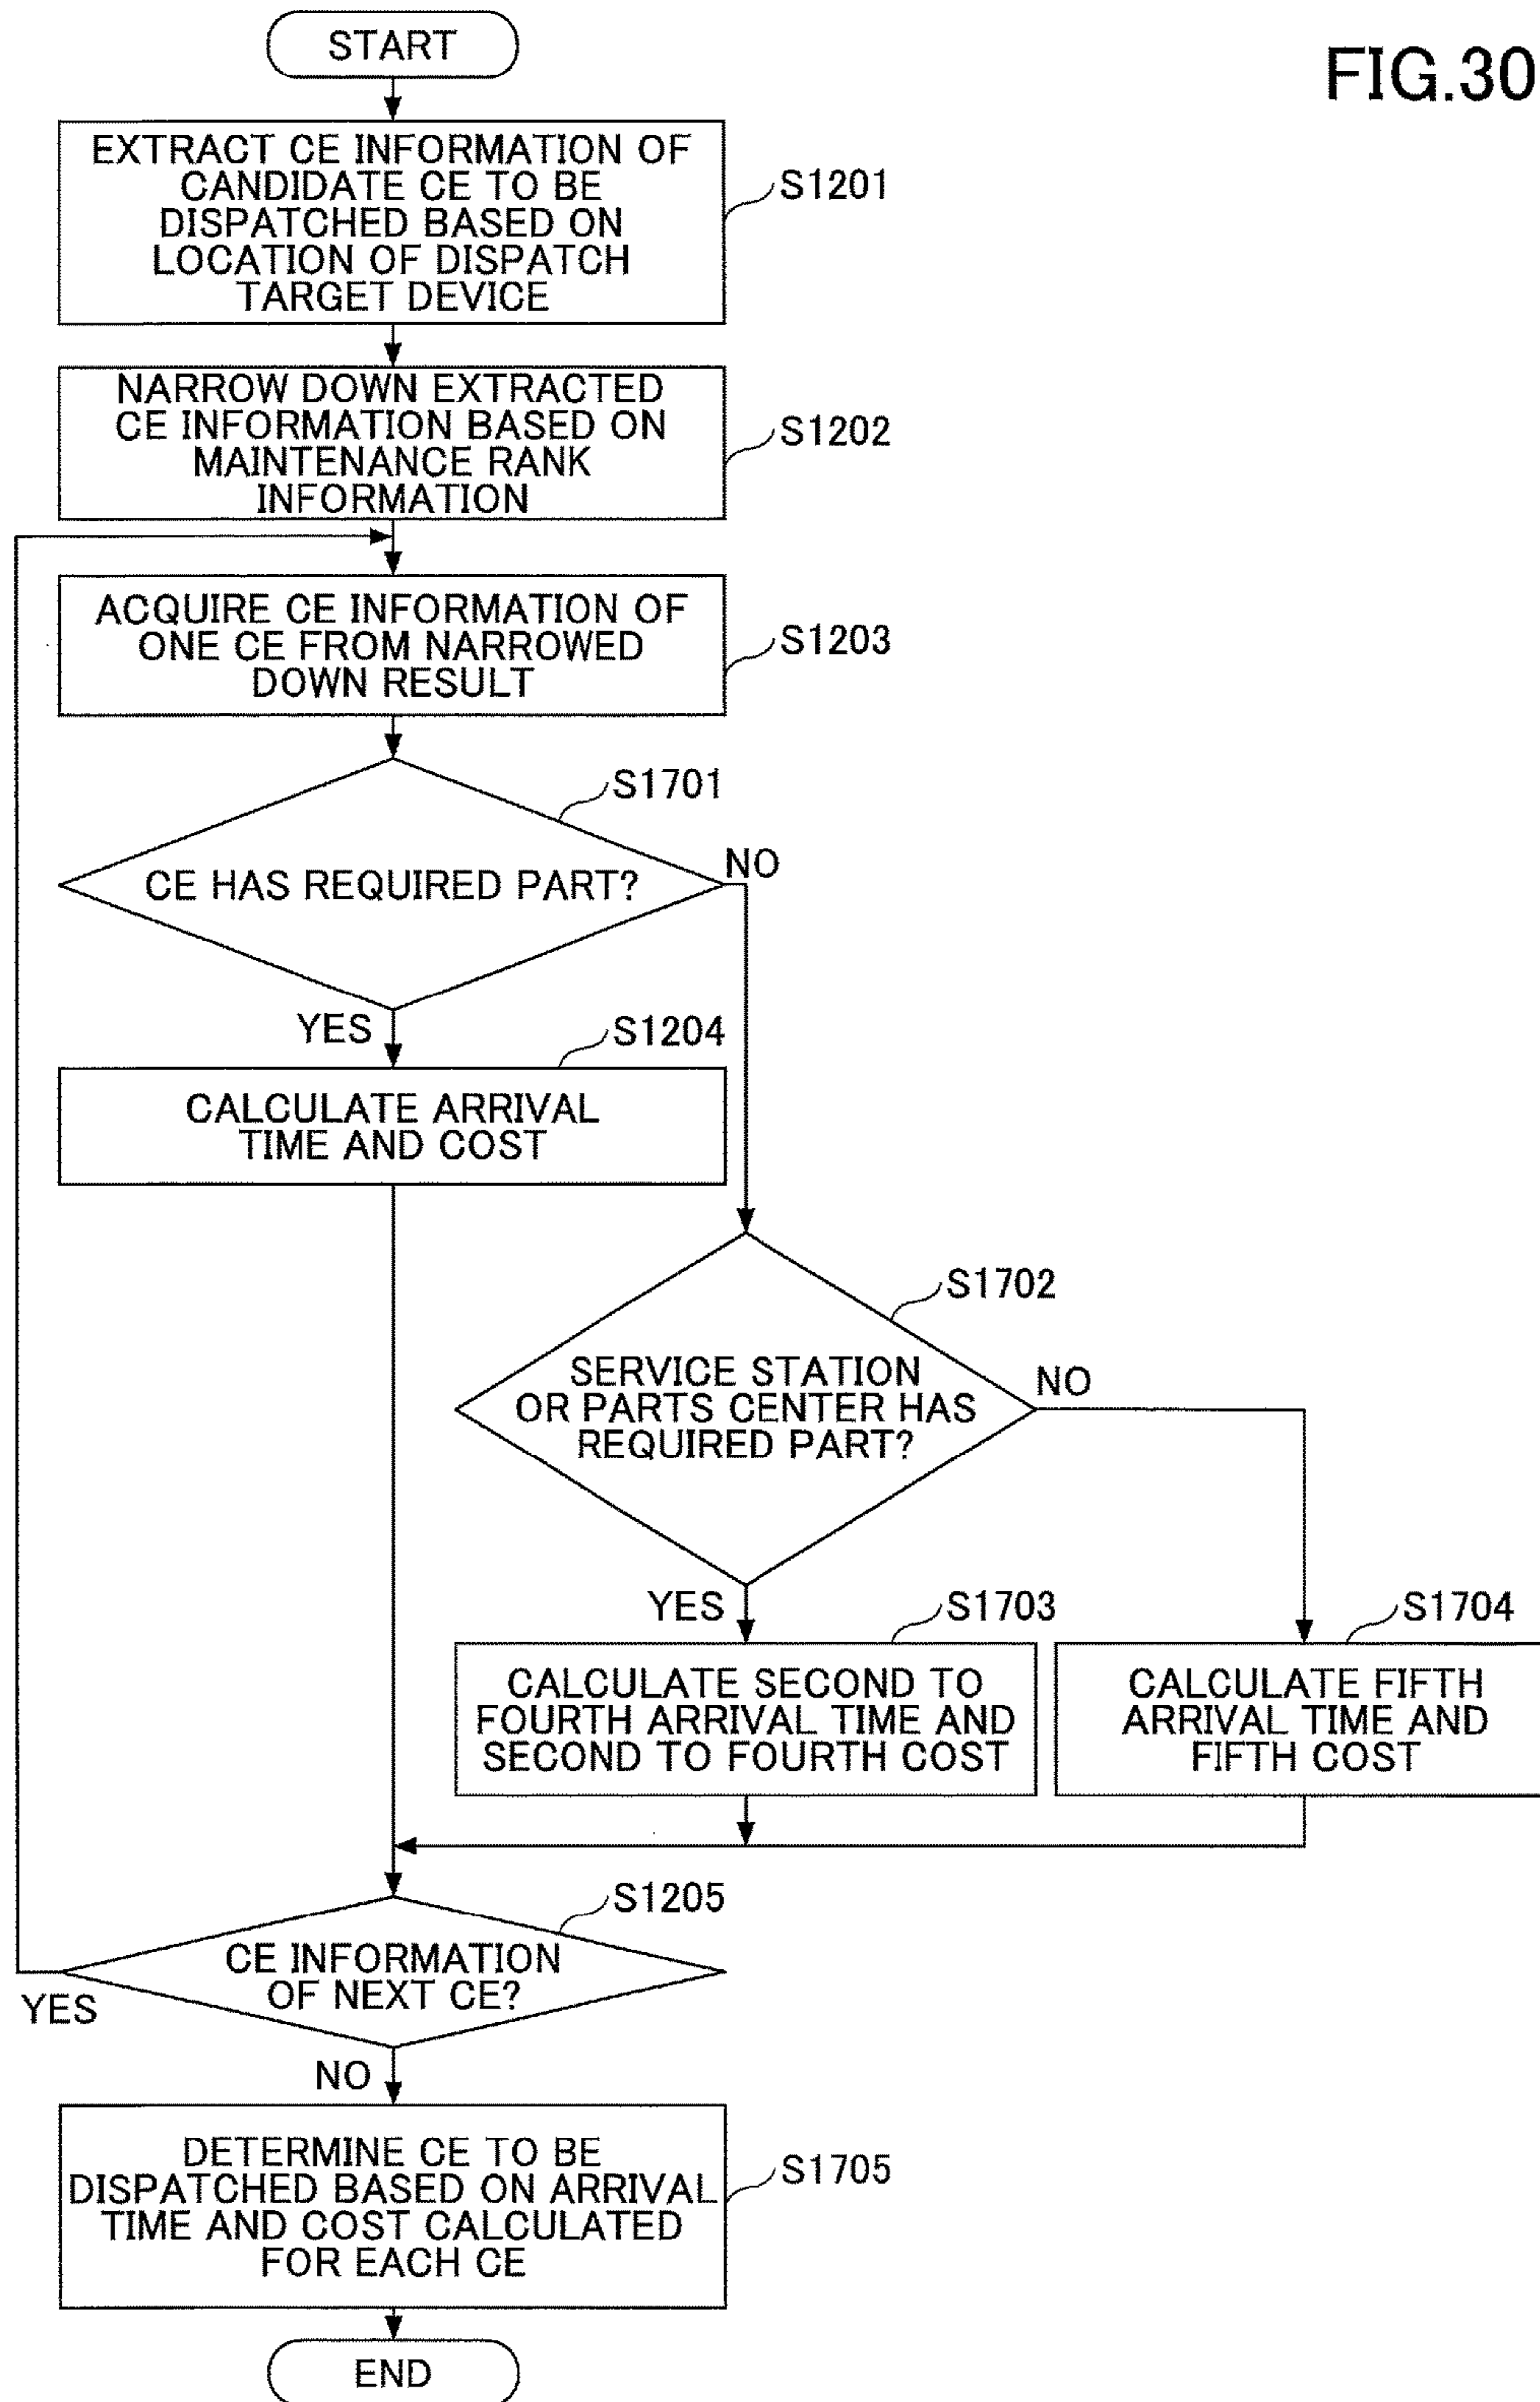 START
FIG.30
EXTRACT CE INFORMATION OF
CANDIDATE CE TO BE
DISPATCHED BASED ON
LOCATION OF DISPATCH
TARGET DEVICE
S1201
NARROW DOWN EXTRACTED
CE INFORMATION BASED ON
MAINTENANCE RANK
INFORMATION
S1202
ACQUIRE CE INFORMATION OF
ONE CE FROM NARROWED
DOWN RESULT
S1203
S1701
CE HAS REQUIRED PART?
NO
YES
S1204
CALCULATE ARRIVAL
TIME AND COST
S1702
SERVICE STATION
OR PARTS CENTER HAS
REQUIRED PART?
NO
YES
S1703
CALCULATE SECOND TO
FOURTH ARRIVAL TIME AND
SECOND TO FOURTH COST
S1704
CALCULATE FIFTH
ARRIVAL TIME AND
FIFTH COST
S1205
CE INFORMATION
OF NEXT CE?
YES
NO
DETERMINE CE TO BE
DISPATCHED BASED ON ARRIVAL
TIME AND COST CALCULATED
FOR EACH CE
S1705
END